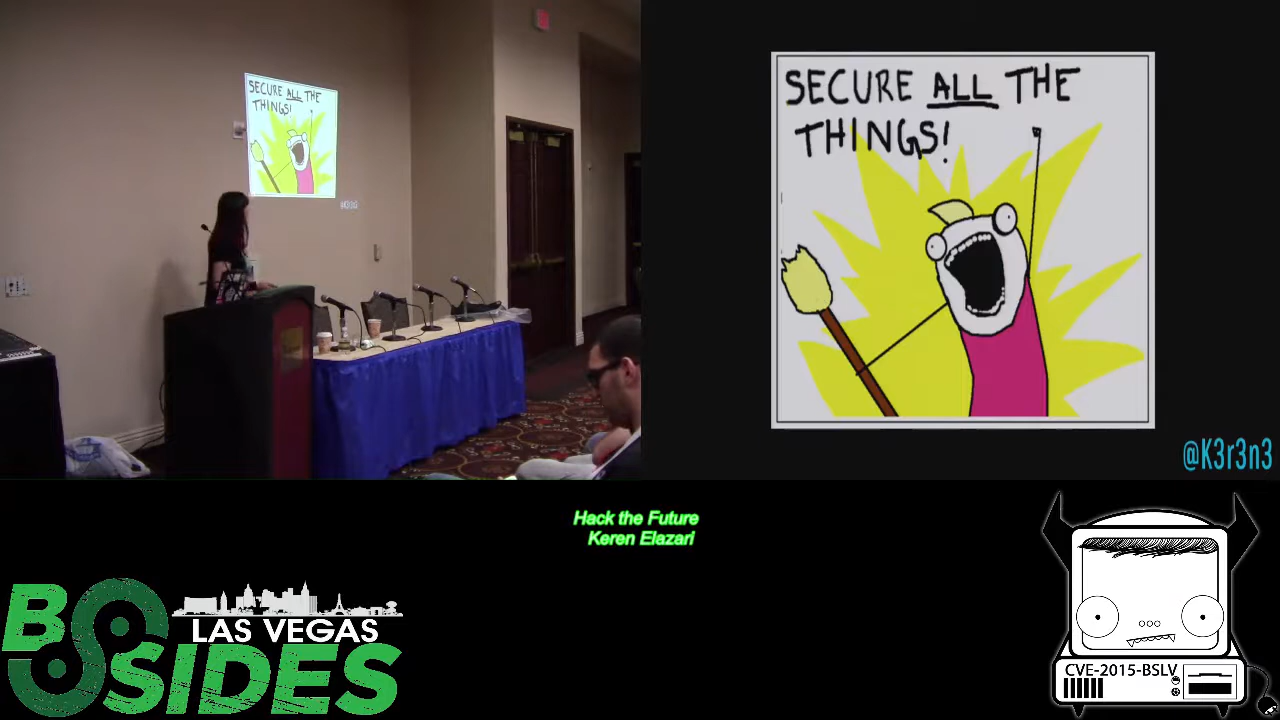 SECURE ALL THE
THINGS!
SECURE ALL THE
THINGS!
@K3r3n3
Hack the Future
Keren Elazari
BSIDES
LAS VEGAS
CVE-2015-BSLV